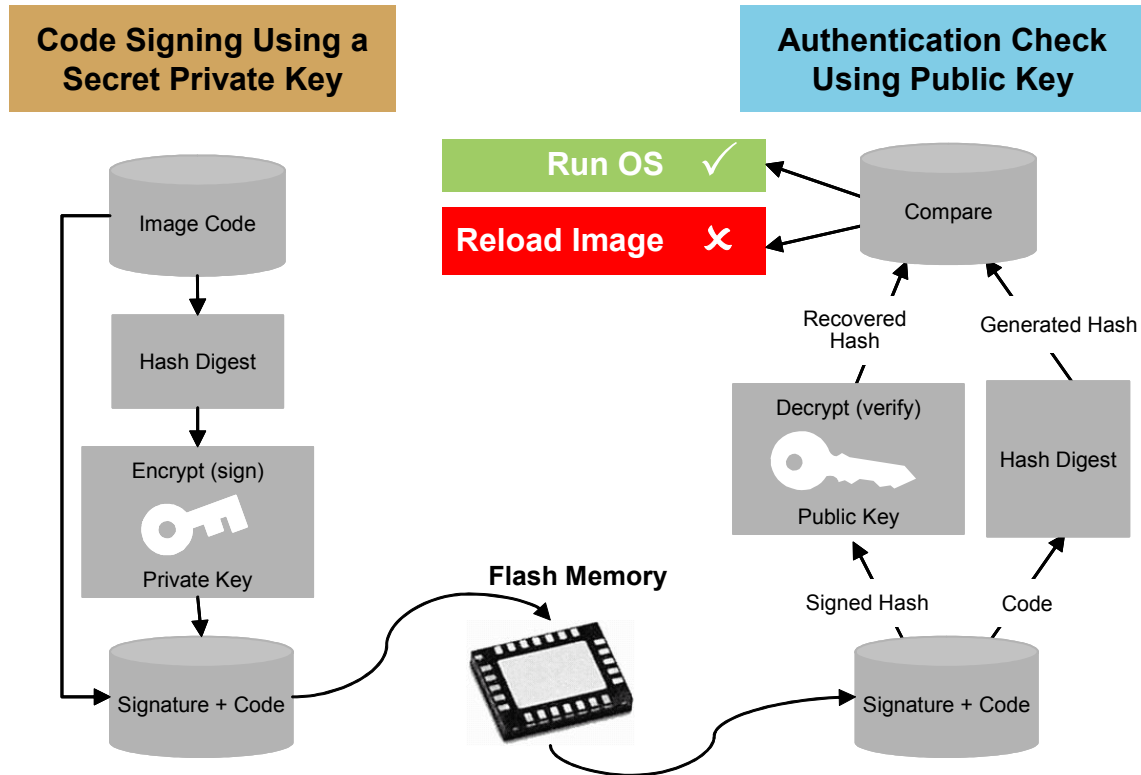 Code Signing Using a
Secret Private Key
Authentication Check
Using Public Key
Image Code
Hash Digest
Encrypt (sign)
Private Key
Signature + Code
Flash Memory
Run OS ✓
Reload Image ✗
Compare
Recovered
Hash
Generated Hash
Decrypt (verify)
Public Key
Hash Digest
Signed Hash
Code
Signature + Code